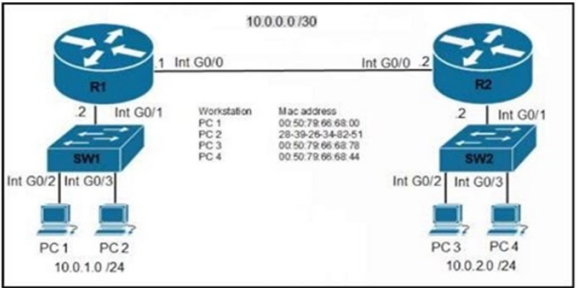 10.0.0.0 /30
.1 Int G0/0
Int G0/0 .2
R1
R2
.2 Int G0/1
.2 Int G0/1
Workstation Mac address
PC 1 00:50:79:66:68:00
PC 2 28-39-26-34-82-51
PC 3 00:50:79:66:68:78
PC 4 00:50:79:66:68:44
SW1
SW2
Int G0/2 Int G0/3
Int G0/2 Int G0/3
PC 1 PC 2
PC 3 PC 4
10.0.1.0 /24
10.0.2.0 /24